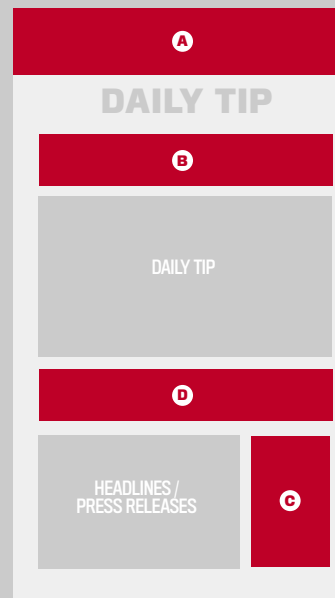 A
DAILY TIP
B
DAILY TIP
D
HEADLINES /
PRESS RELEASES
C